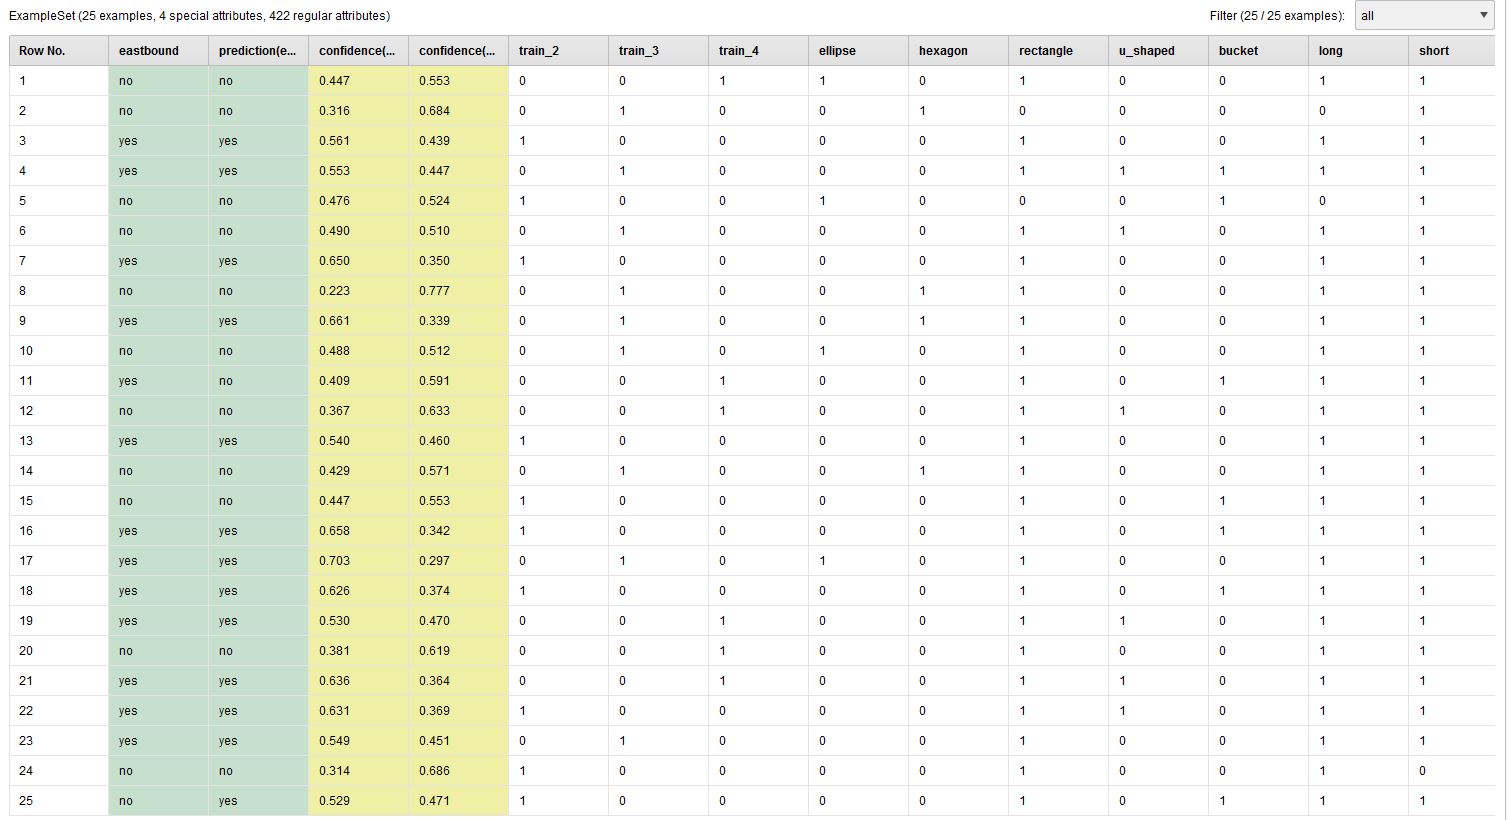 ExampleSet (25 examples, 4 special attributes, 422 regular attributes) Filter (25 / 25 examples): all
Row No. eastbound prediction(e... confidence(... confidence(... train_2 train_3 train_4 ellipse hexagon rectangle u_shaped bucket long short
1 no no 0.447 0.553 0 0 1 1 0 1 0 0 1 1
2 no no 0.316 0.684 0 1 0 0 1 0 0 0 0 1
3 yes yes 0.561 0.439 1 0 0 0 0 1 0 0 1 1
4 yes yes 0.553 0.447 0 1 0 0 0 1 1 1 1 1
5 no no 0.476 0.524 1 0 0 1 0 0 0 1 0 1
6 no no 0.490 0.510 0 1 0 0 0 1 1 0 1 1
7 yes yes 0.650 0.350 1 0 0 0 0 1 0 0 1 1
8 no no 0.223 0.777 0 1 0 0 1 1 0 0 1 1
9 yes yes 0.661 0.339 0 1 0 0 1 1 0 0 1 1
10 no no 0.488 0.512 0 1 0 1 0 1 0 0 1 1
11 yes no 0.409 0.591 0 0 1 0 0 1 0 1 1 1
12 no no 0.367 0.633 0 0 1 0 0 1 1 0 1 1
13 yes yes 0.540 0.460 1 0 0 0 0 1 0 0 1 1
14 no no 0.429 0.571 0 1 0 0 1 1 0 0 1 1
15 no no 0.447 0.553 1 0 0 0 0 1 0 1 1 1
16 yes yes 0.658 0.342 1 0 0 0 0 1 0 1 1 1
17 yes yes 0.703 0.297 0 1 0 1 0 1 0 0 1 1
18 yes yes 0.626 0.374 1 0 0 0 0 1 0 1 1 1
19 yes yes 0.530 0.470 0 0 1 0 0 1 1 0 1 1
20 no no 0.381 0.619 0 0 1 0 0 1 0 0 1 1
21 yes yes 0.636 0.364 0 0 1 0 0 1 1 0 1 1
22 yes yes 0.631 0.369 1 0 0 0 0 1 1 0 1 1
23 yes yes 0.549 0.451 0 1 0 0 0 1 0 0 1 1
24 no no 0.314 0.686 1 0 0 0 0 1 0 0 1 0
25 no yes 0.529 0.471 1 0 0 0 0 1 0 1 1 1